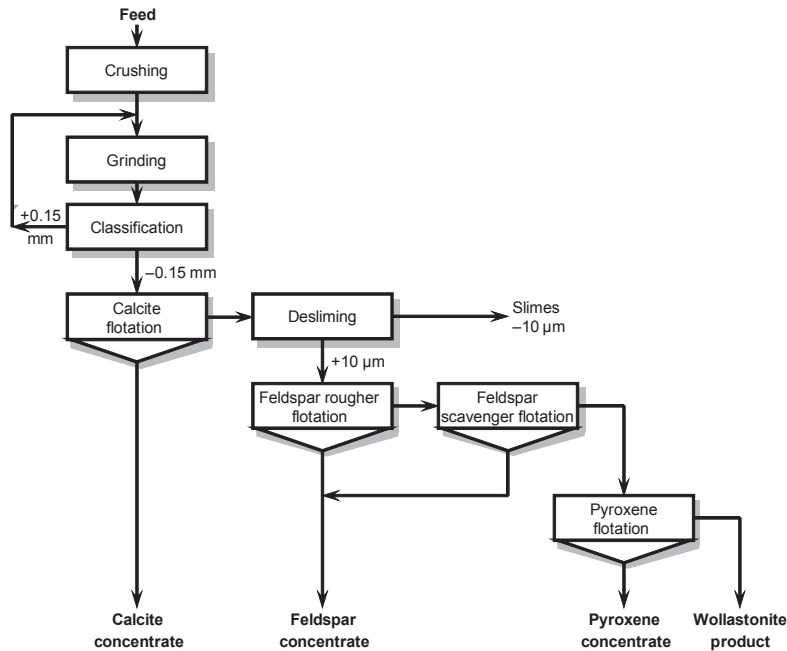 Feed
Crushing
Grinding
+0.15
mm
Classification
–0.15 mm
Calcite
flotation
Desliming
Slimes
–10 µm
+10 µm
Feldspar rougher
flotation
Feldspar
scavenger flotation
Pyroxene
flotation
Calcite
concentrate
Feldspar
concentrate
Pyroxene
concentrate
Wollastonite
product